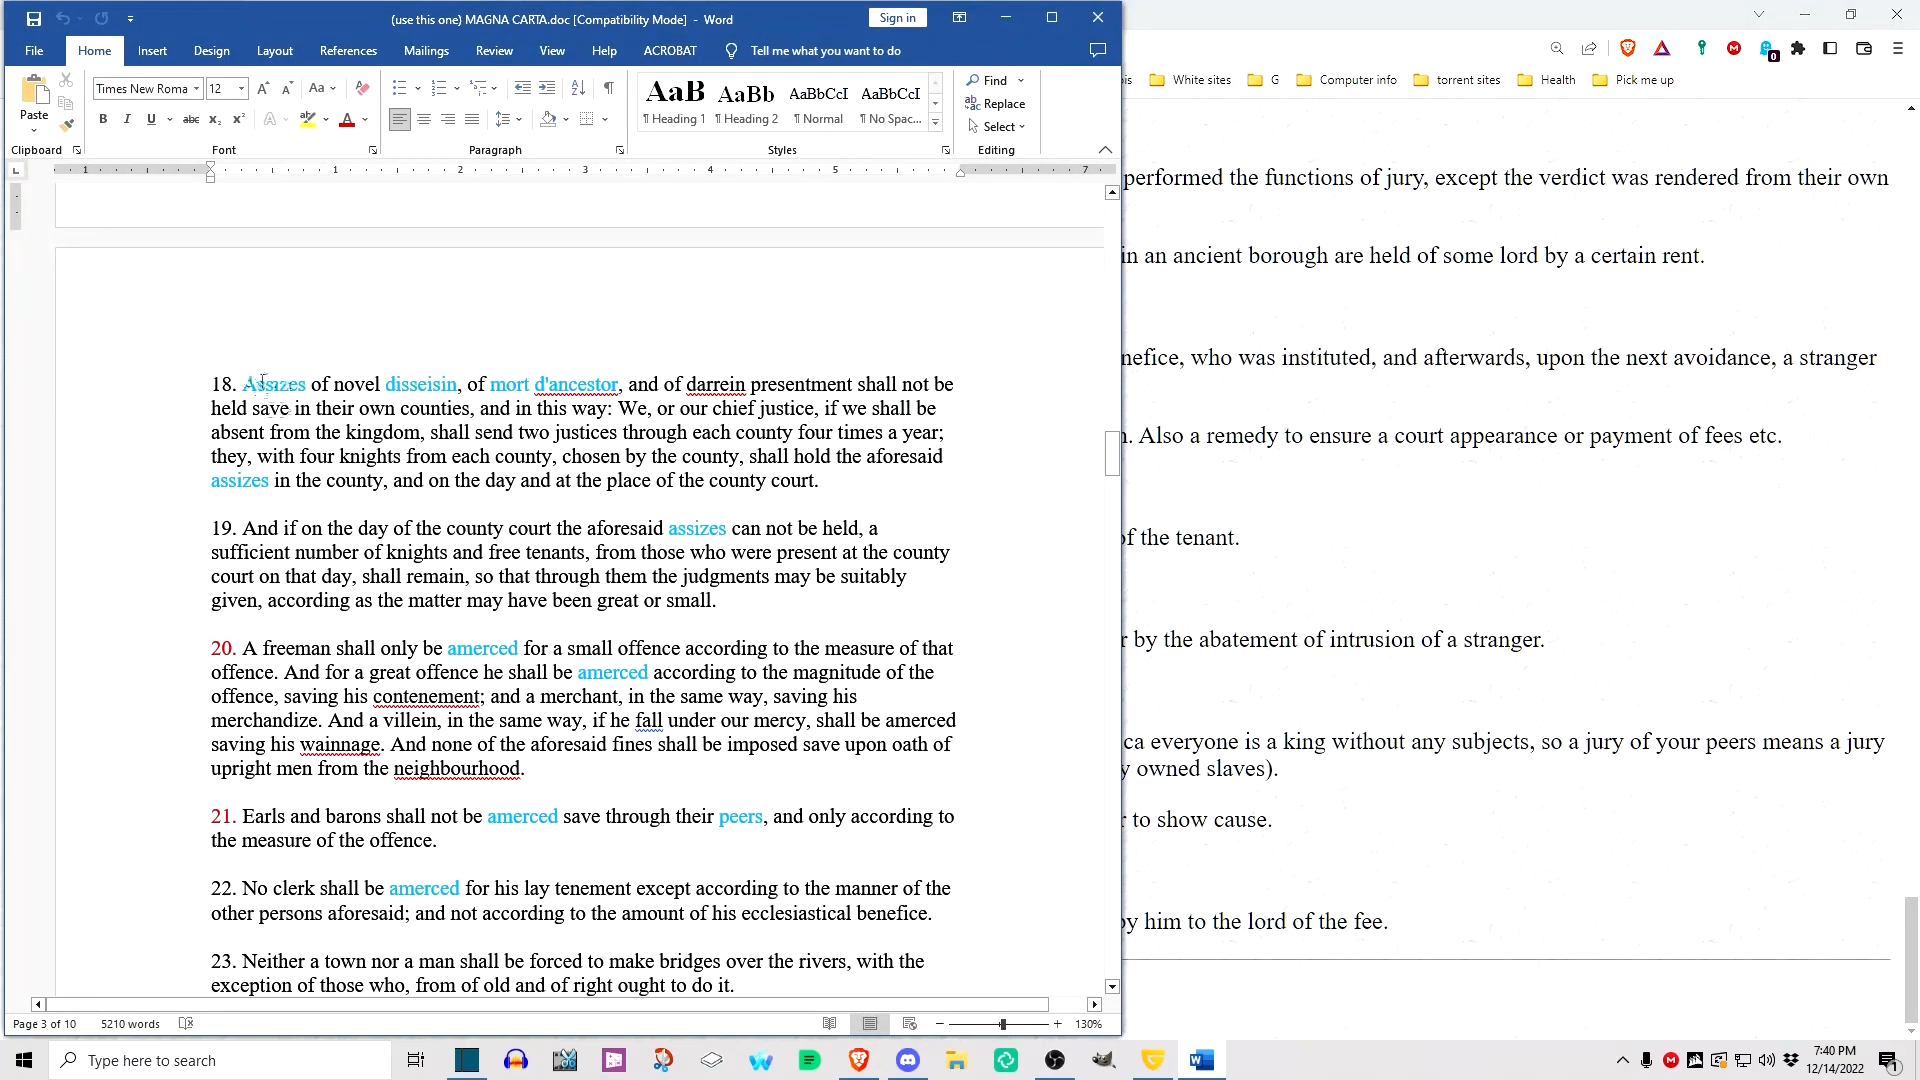 (use this one) MAGNA CARTA.doc [Compatibility Mode] - Word
Sign in
File Home Insert Design Layout References Mailings Review View Help ACROBAT Tell me what you want to do
Paste
Times New Roma 12
Aa
AaB AaBb AaBbCcI AaBbCcI
¶ Heading 1 ¶ Heading 2 ¶ Normal ¶ No Spac...
Find
Replace
Select
Clipboard Font Paragraph Styles Editing
1 1 2 3 4 5 7
18. Assizes of novel disseisin, of mort d'ancestor, and of darrein presentment shall not be
held save in their own counties, and in this way: We, or our chief justice, if we shall be
absent from the kingdom, shall send two justices through each county four times a year;
they, with four knights from each county, chosen by the county, shall hold the aforesaid
assizes in the county, and on the day and at the place of the county court.
19. And if on the day of the county court the aforesaid assizes can not be held, a
sufficient number of knights and free tenants, from those who were present at the county
court on that day, shall remain, so that through them the judgments may be suitably
given, according as the matter may have been great or small.
20. A freeman shall only be amerced for a small offence according to the measure of that
offence. And for a great offence he shall be amerced according to the magnitude of the
offence, saving his contenement; and a merchant, in the same way, saving his
merchandize. And a villein, in the same way, if he fall under our mercy, shall be amerced
saving his wainnage. And none of the aforesaid fines shall be imposed save upon oath of
upright men from the neighbourhood.
21. Earls and barons shall not be amerced save through their peers, and only according to
the measure of the offence.
22. No clerk shall be amerced for his lay tenement except according to the manner of the
other persons aforesaid; and not according to the amount of his ecclesiastical benefice.
23. Neither a town nor a man shall be forced to make bridges over the rivers, with the
exception of those who, from of old and of right ought to do it.
Page 3 of 10 5210 words 130%
White sites G Computer info torrent sites Health Pick me up
performed the functions of jury, except the verdict was rendered from their own
in an ancient borough are held of some lord by a certain rent.
nefice, who was instituted, and afterwards, upon the next avoidance, a stranger
. Also a remedy to ensure a court appearance or payment of fees etc.
of the tenant.
r by the abatement of intrusion of a stranger.
ca everyone is a king without any subjects, so a jury of your peers means a jury
y owned slaves).
r to show cause.
by him to the lord of the fee.
Type here to search
7:40 PM
12/14/2022